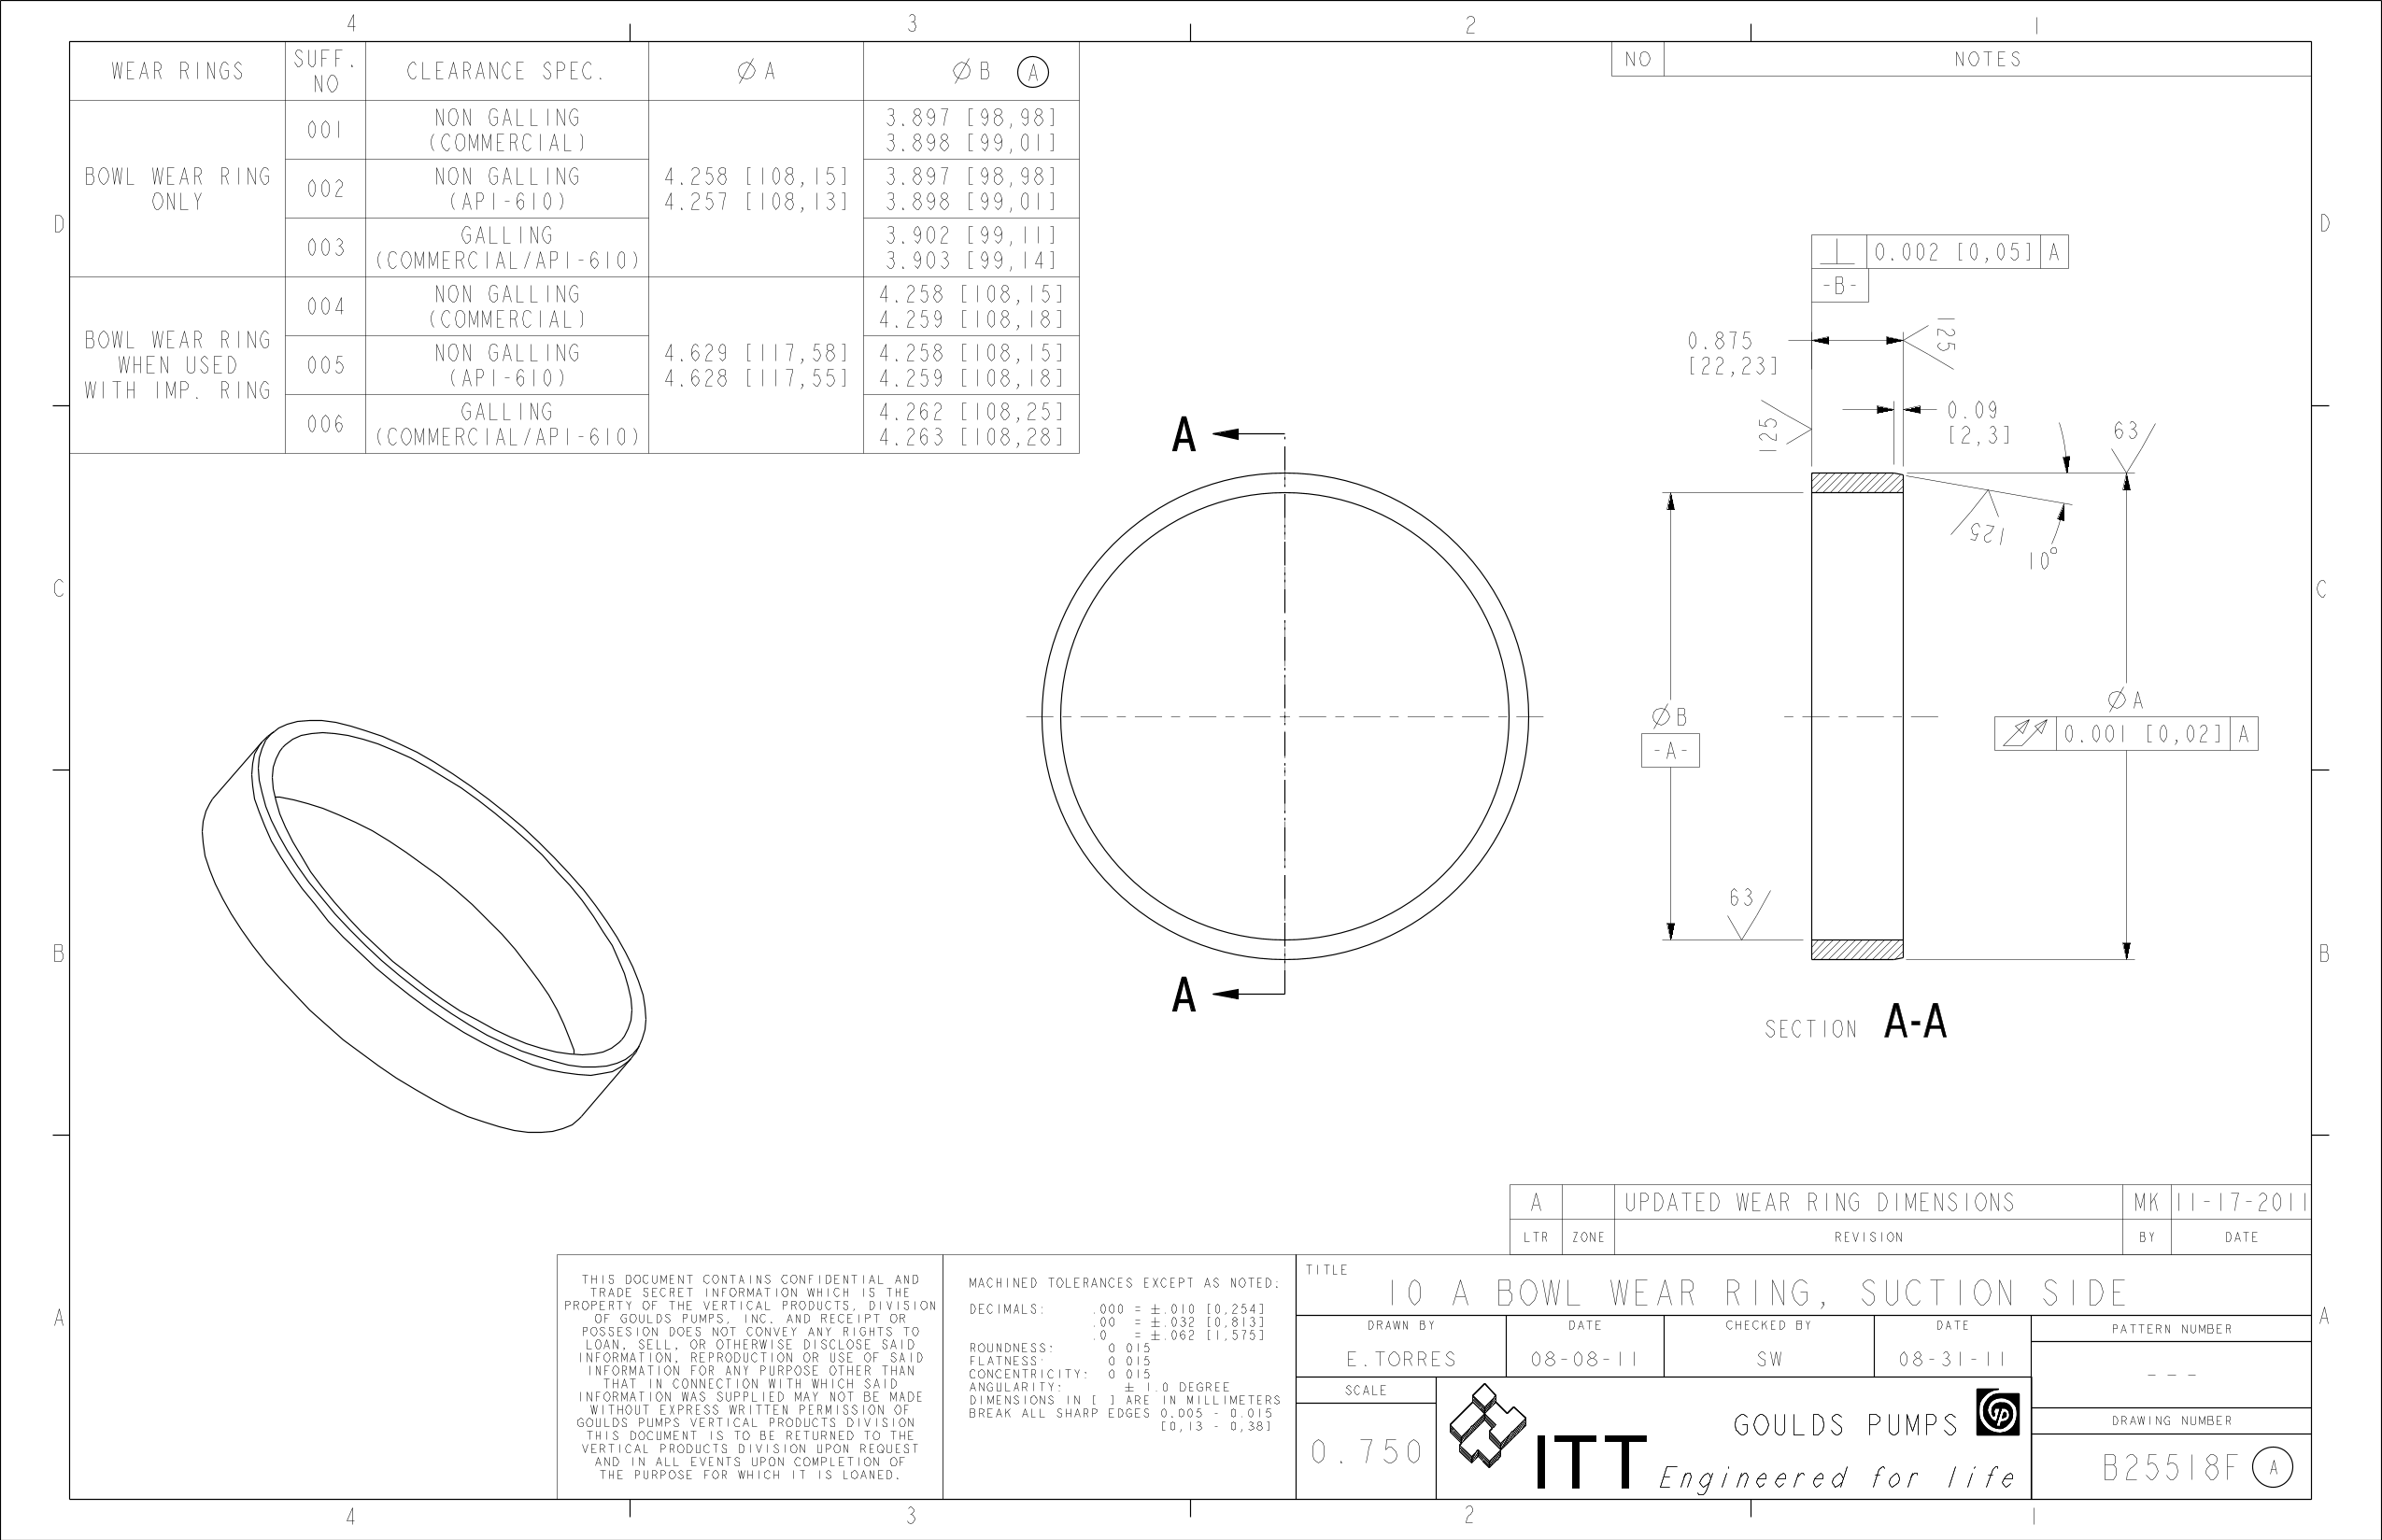 4 3 2 1
WEAR RINGS SUFF. NO CLEARANCE SPEC. Ø A Ø B A
BOWL WEAR RING
ONLY
001 NON GALLING
(COMMERCIAL)
3.897 [98,98]
3.898 [99,01]
002 NON GALLING
(API-610)
4.258 [108,15]
4.257 [108,13]
3.897 [98,98]
3.898 [99,01]
003 GALLING
(COMMERCIAL/API-610)
3.902 [99,11]
3.903 [99,14]
BOWL WEAR RING
WHEN USED
WITH IMP. RING
004 NON GALLING
(COMMERCIAL)
4.258 [108,15]
4.259 [108,18]
005 NON GALLING
(API-610)
4.629 [117,58]
4.628 [117,55]
4.258 [108,15]
4.259 [108,18]
006 GALLING
(COMMERCIAL/API-610)
4.262 [108,25]
4.263 [108,28]
NO NOTES
D D
C C
B B
A A
⊥ 0.002 [0,05] A
-B-
0.875
[22,23]
125
125
0.09
[2,3]
63
125
10°
A
A
Ø B
-A-
63
Ø A
0.001 [0,02] A
SECTION A-A
A UPDATED WEAR RING DIMENSIONS MK 11-17-2011
LTR ZONE REVISION BY DATE
THIS DOCUMENT CONTAINS CONFIDENTIAL AND
TRADE SECRET INFORMATION WHICH IS THE
PROPERTY OF THE VERTICAL PRODUCTS, DIVISION
OF GOULDS PUMPS, INC. AND RECEIPT OR
POSSESION DOES NOT CONVEY ANY RIGHTS TO
LOAN, SELL, OR OTHERWISE DISCLOSE SAID
INFORMATION, REPRODUCTION OR USE OF SAID
INFORMATION FOR ANY PURPOSE OTHER THAN
THAT IN CONNECTION WITH WHICH SAID
INFORMATION WAS SUPPLIED MAY NOT BE MADE
WITHOUT EXPRESS WRITTEN PERMISSION OF
GOULDS PUMPS VERTICAL PRODUCTS DIVISION
THIS DOCUMENT IS TO BE RETURNED TO THE
VERTICAL PRODUCTS DIVISION UPON REQUEST
AND IN ALL EVENTS UPON COMPLETION OF
THE PURPOSE FOR WHICH IT IS LOANED.
MACHINED TOLERANCES EXCEPT AS NOTED:
DECIMALS: .000 = ±.010 [0,254]
.00 = ±.032 [0,813]
.0 = ±.062 [1,575]
ROUNDNESS: 0.015
FLATNESS: 0.015
CONCENTRICITY: 0.015
ANGULARITY: ± 1.0 DEGREE
DIMENSIONS IN [ ] ARE IN MILLIMETERS
BREAK ALL SHARP EDGES 0.005 - 0.015
[0,13 - 0,38]
TITLE
10 A BOWL WEAR RING, SUCTION SIDE
DRAWN BY DATE CHECKED BY DATE PATTERN NUMBER
E.TORRES 08-08-11 SW 08-31-11 ---
SCALE
0.750
ITT
GOULDS PUMPS
Engineered for life
DRAWING NUMBER
B25518F A
4 3 2 1